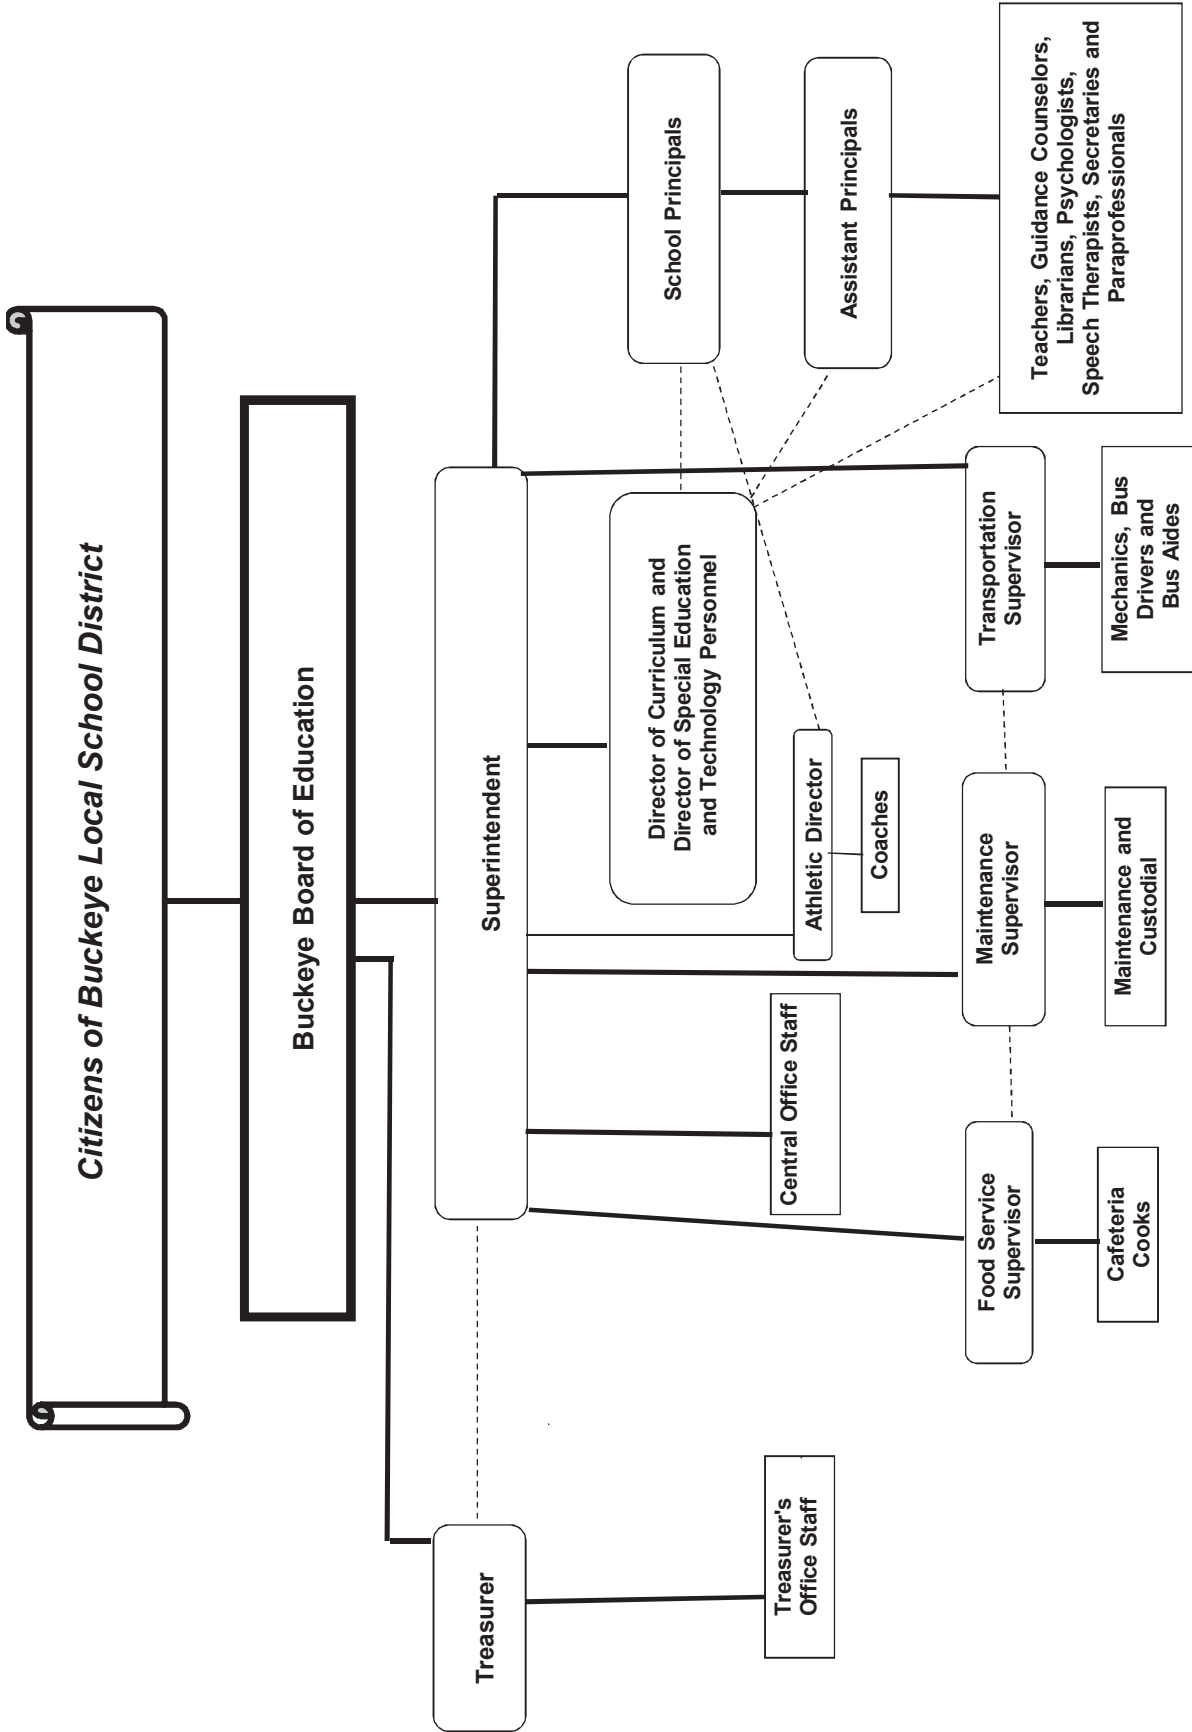 Citizens of Buckeye Local School District
Buckeye Board of Education
Treasurer
Superintendent
Treasurer's
Office Staff
Central Office Staff
Director of Curriculum and
Director of Special Education
and Technology Personnel
Athletic Director
Coaches
School Principals
Assistant Principals
Food Service
Supervisor
Cafeteria
Cooks
Maintenance
Supervisor
Maintenance and
Custodial
Transportation
Supervisor
Mechanics, Bus
Drivers and
Bus Aides
Teachers, Guidance Counselors,
Librarians, Psychologists,
Speech Therapists, Secretaries and
Paraprofessionals